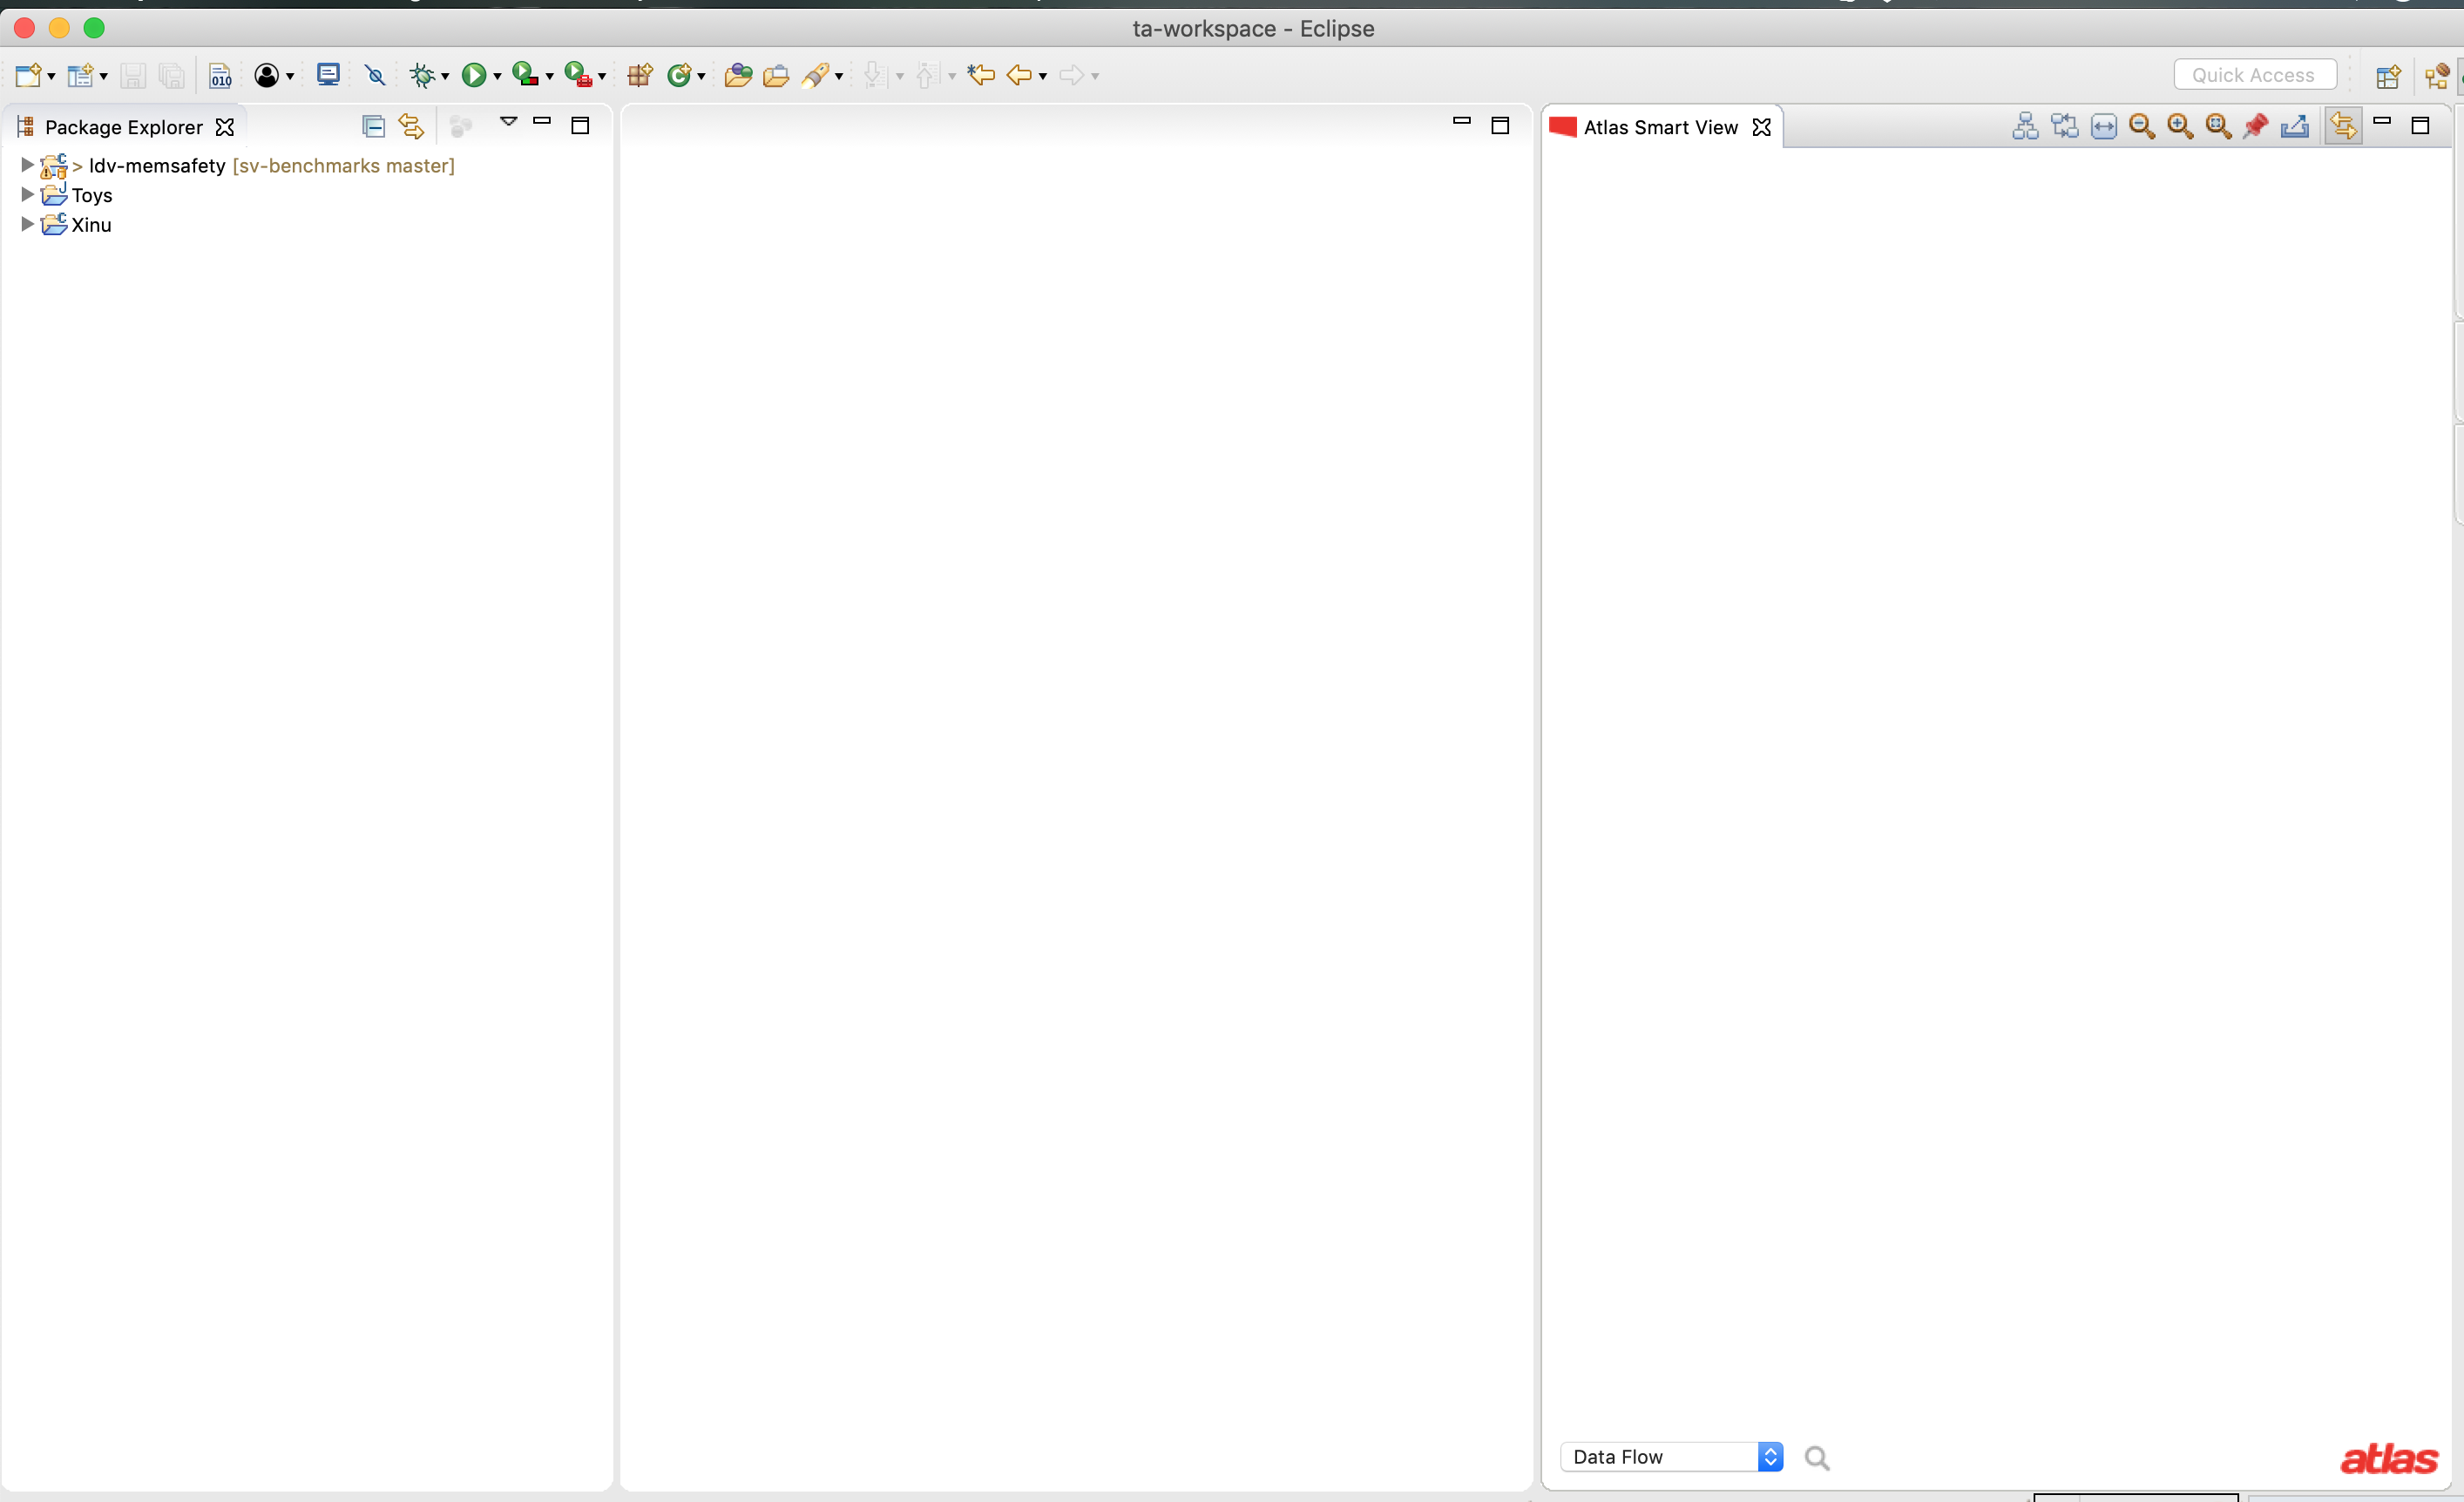 ta-workspace - Eclipse
010
Quick Access
Package Explorer
Atlas Smart View
> ldv-memsafety [sv-benchmarks master]
Toys
Xinu
Data Flow
atlas